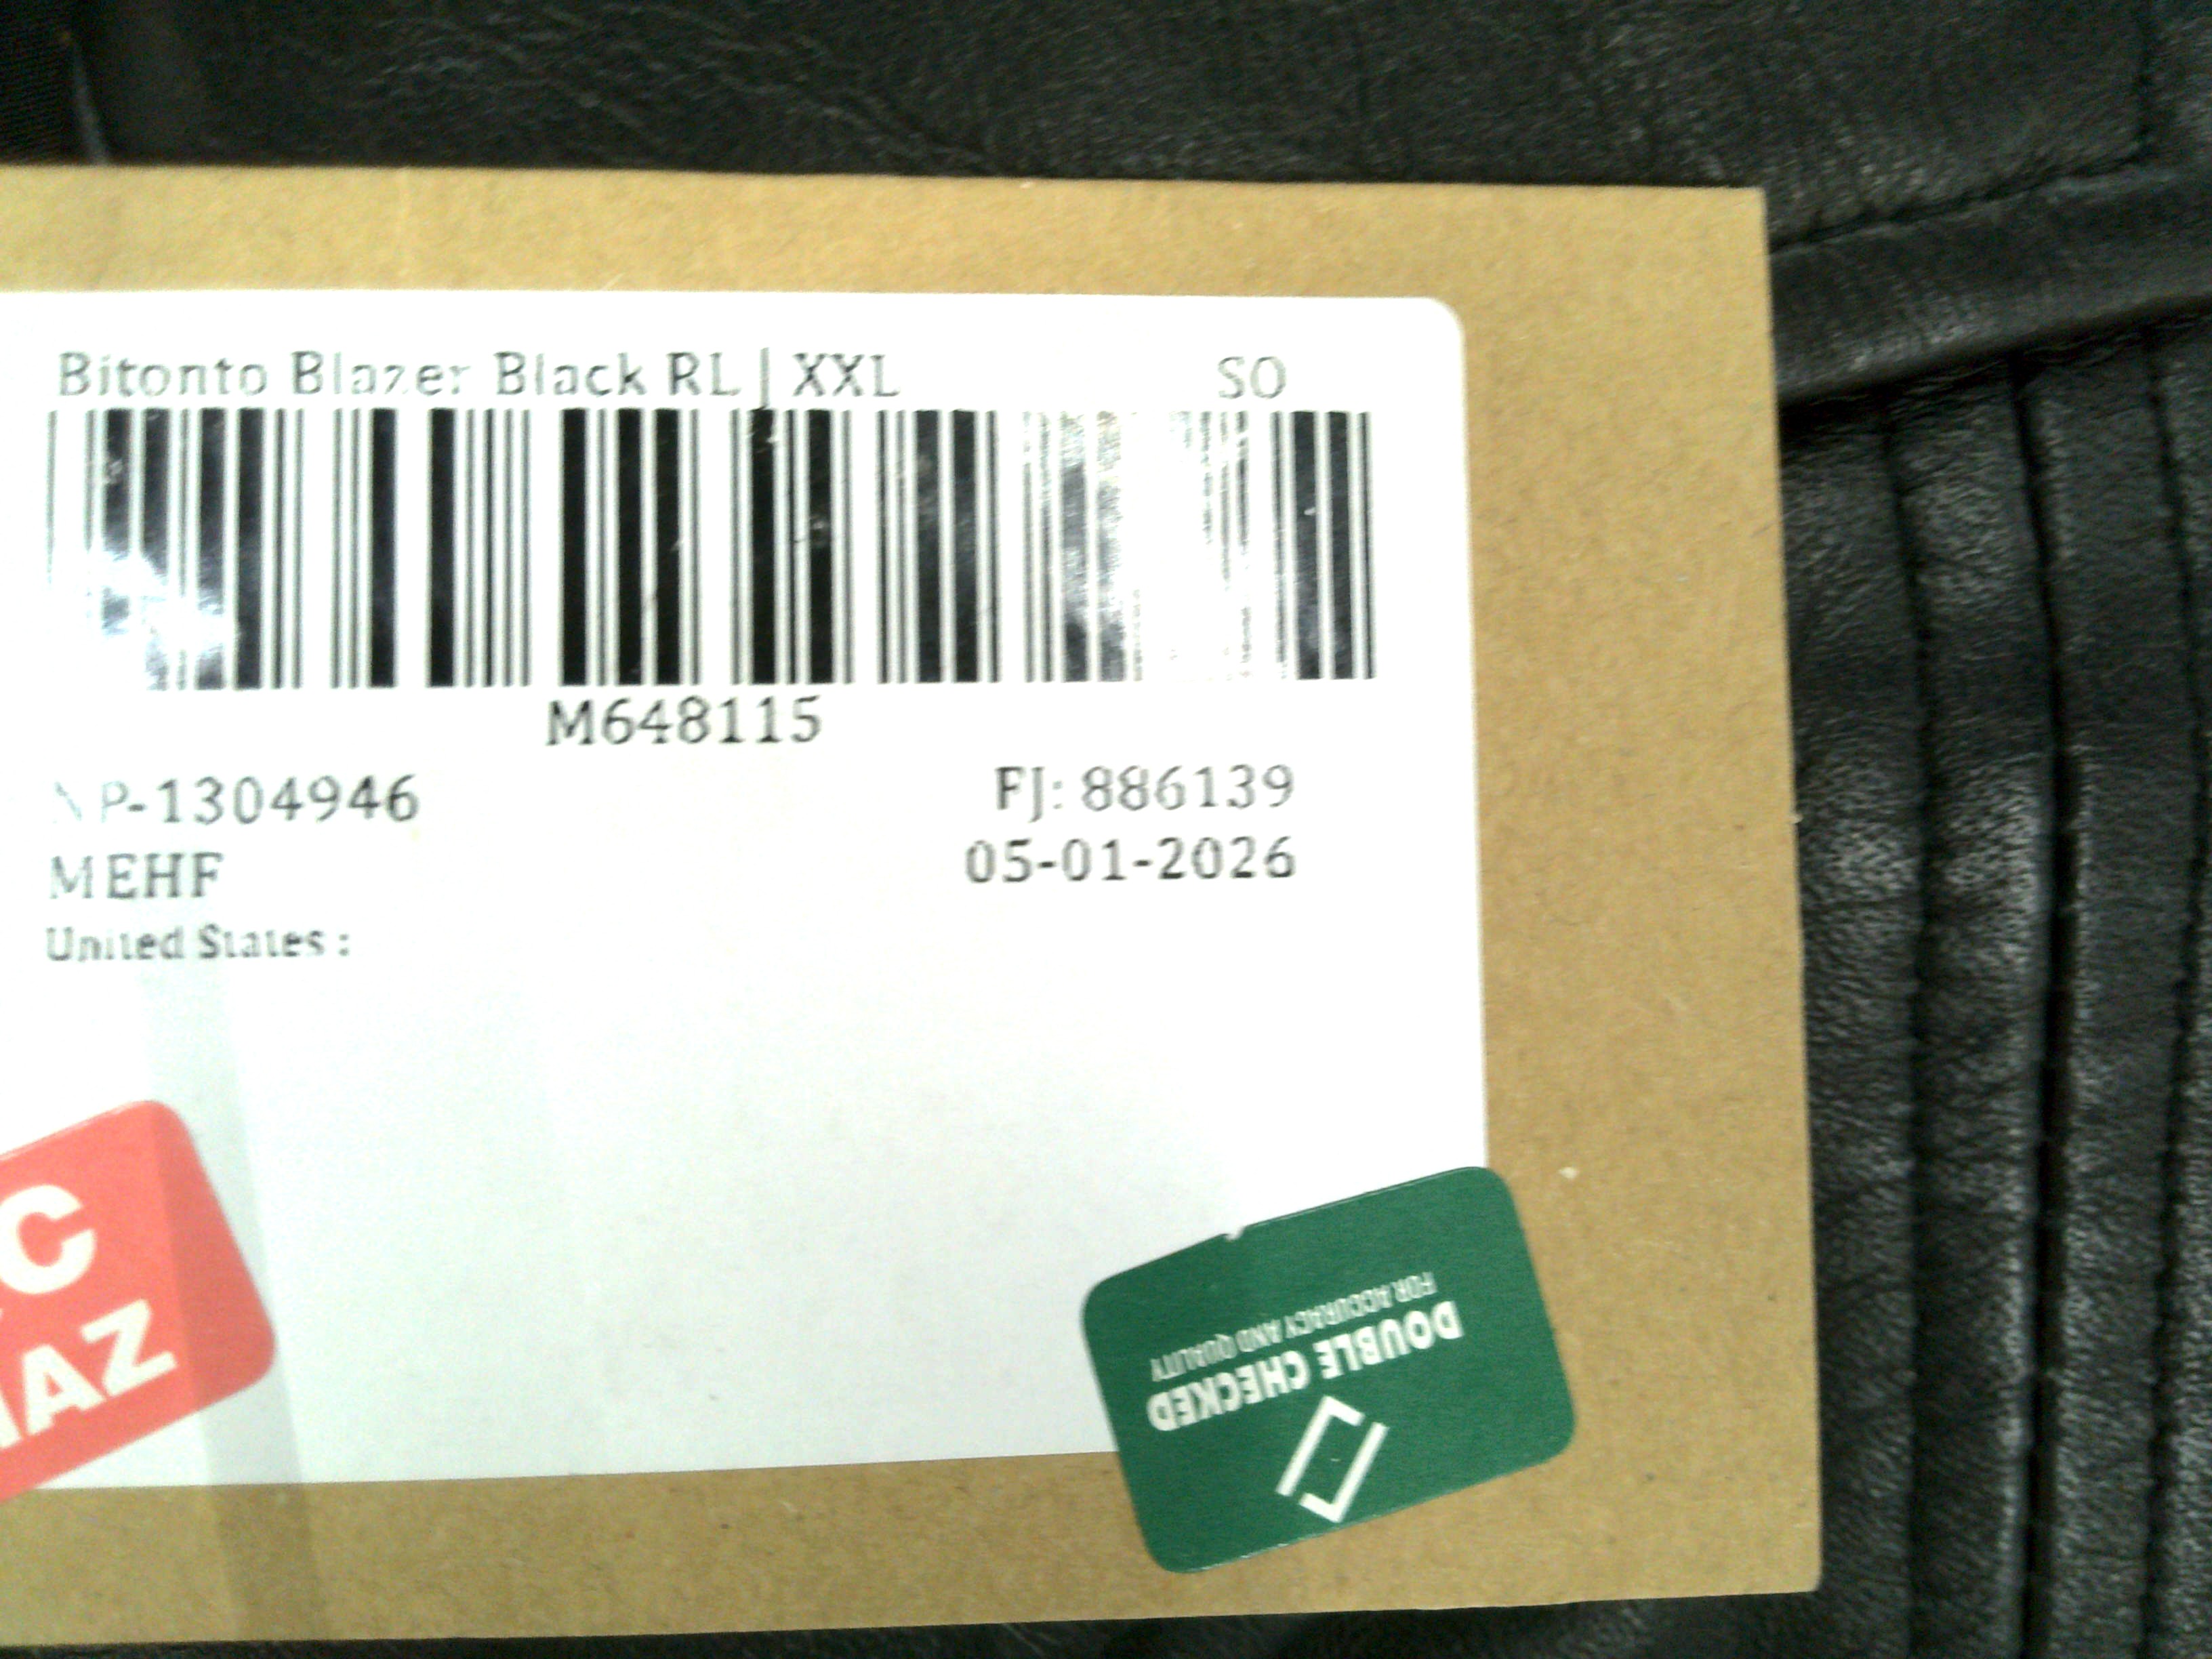 Bitonto Blazer Black RL | XXL SO
M648115
NP-1304946 FJ: 886139
MEHF 05-01-2026
United States :
DOUBLE CHECKED
FOR ACCURACY AND QUALITY